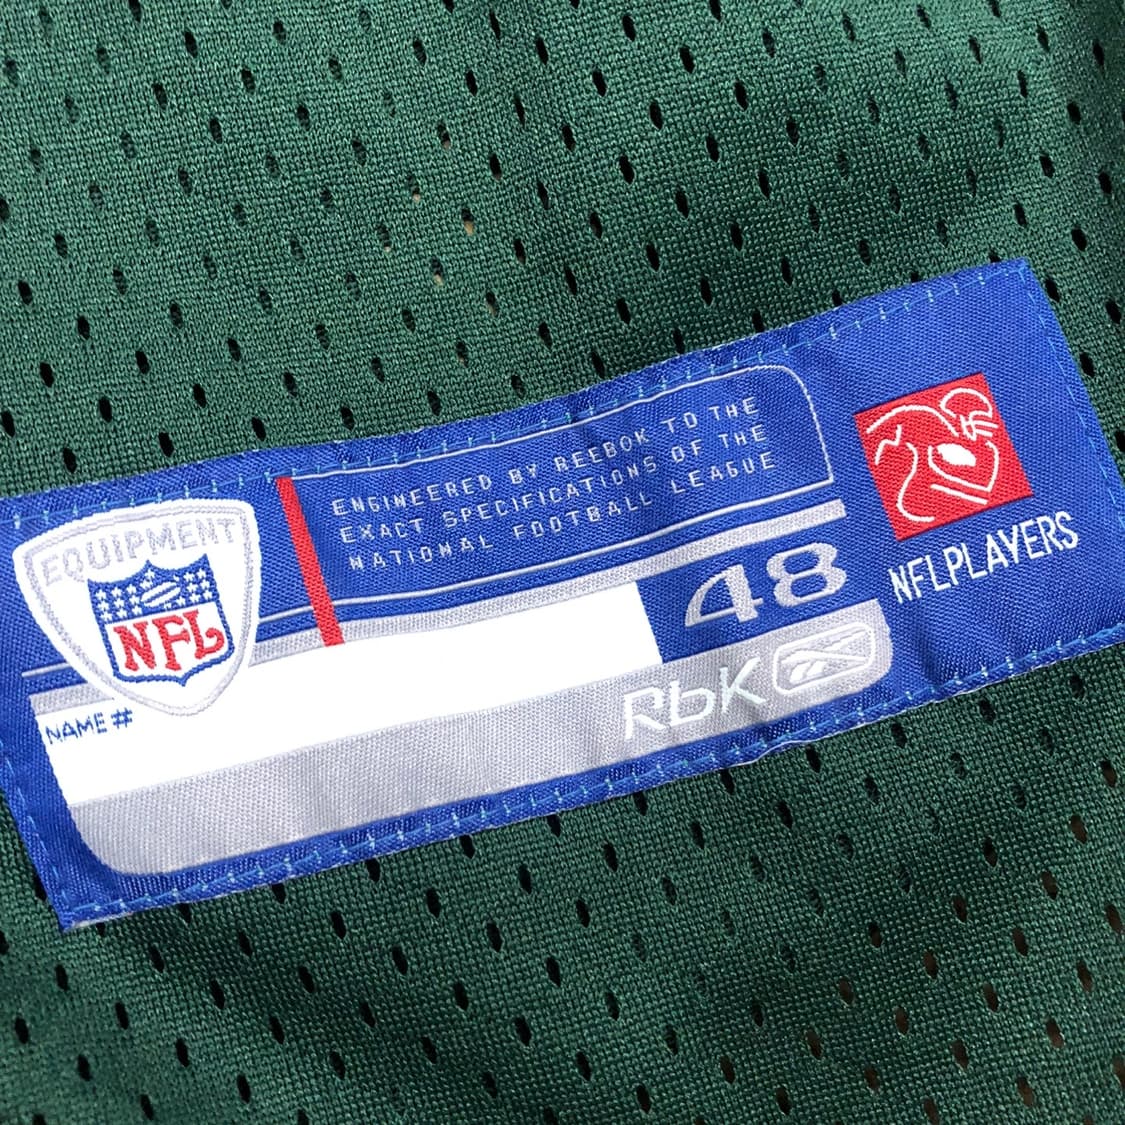 ENGINEERED BY REEBOK TO THE
EXACT SPECIFICATIONS OF THE
NATIONAL FOOTBALL LEAGUE
EQUIPMENT
NFL
NAME #
48
RbK
NFLPLAYERS